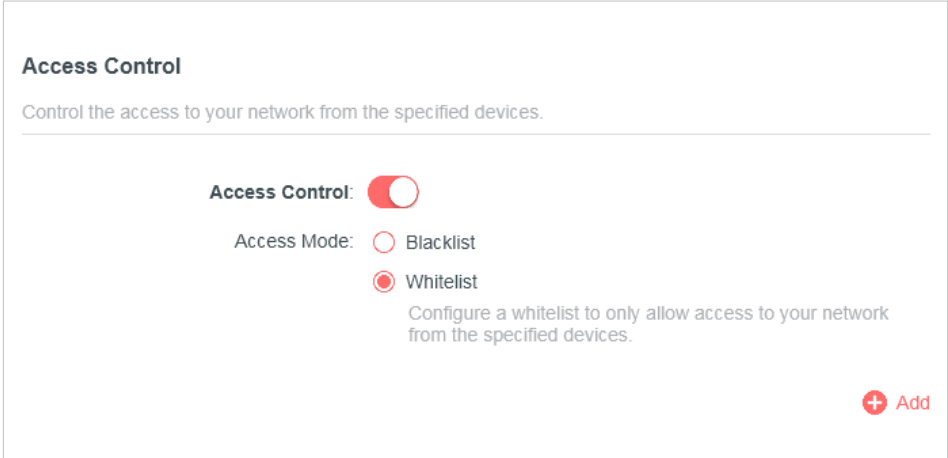 Access Control
Control the access to your network from the specified devices.
Access Control:
Access Mode: Blacklist
Whitelist
Configure a whitelist to only allow access to your network
from the specified devices.
Add